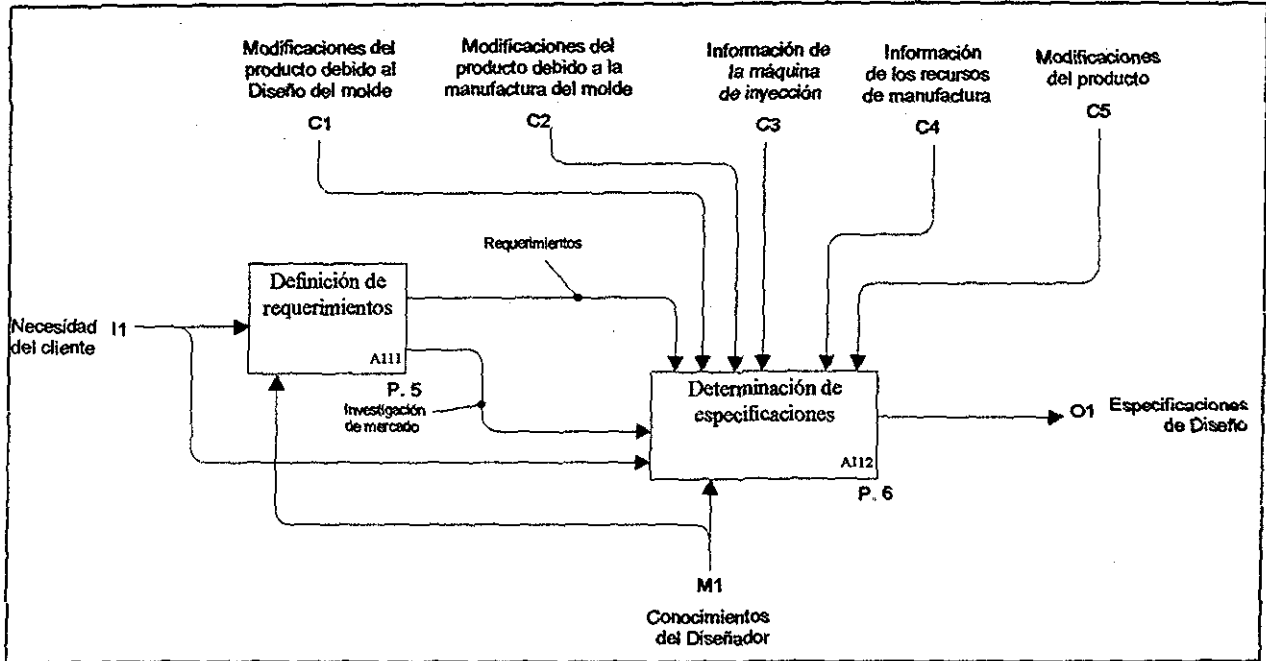 Modificaciones del
producto debido al
Diseño del molde
C1
Modificaciones del
producto debido a la
manufactura del molde
C2
Información de
la máquina
de inyección
C3
Información
de los recursos
de manufactura
C4
Modificaciones
del producto
C5
Requerimientos
Definición de
requerimientos
A111
P. 5
Necesidad
del cliente
I1
Investigación
de mercado
Determinación de
especificaciones
A112
P. 6
O1
Especificaciones
de Diseño
M1
Conocimientos
del Diseñador